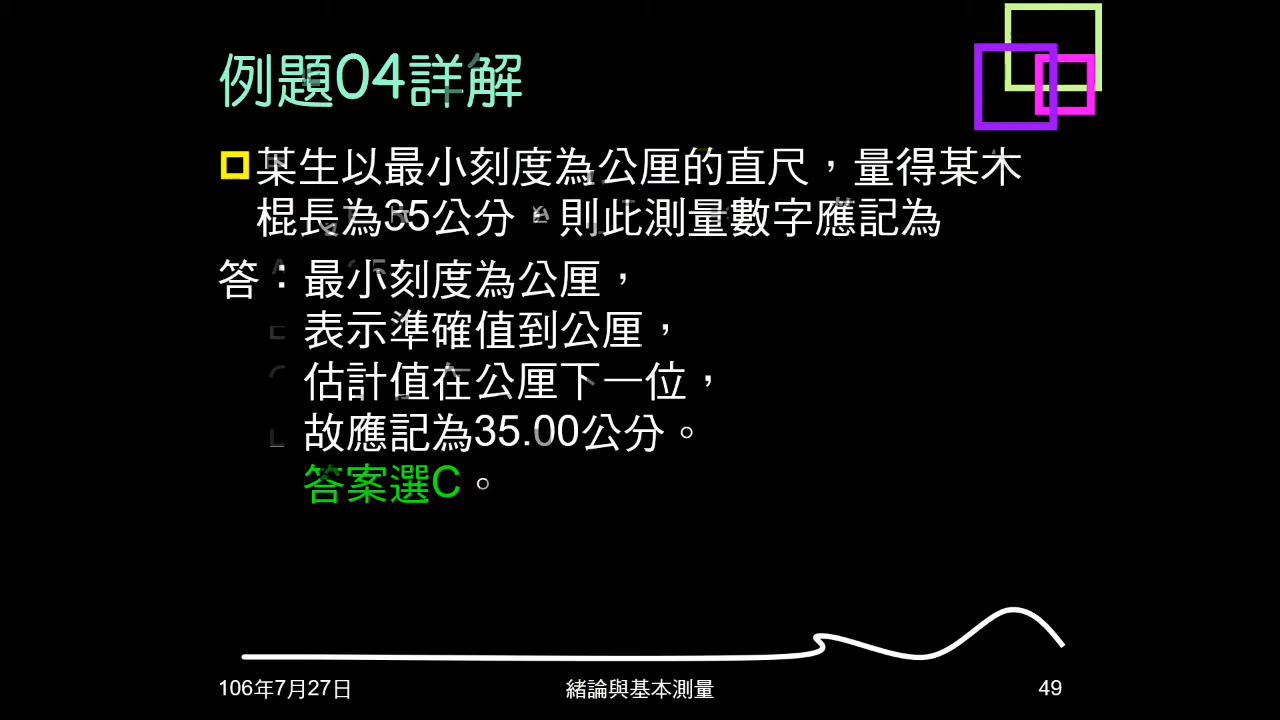 例題04詳解
某生以最小刻度為公厘的直尺，量得某木
棍長為35公分，則此測量數字應記為
答：最小刻度為公厘，
表示準確值到公厘，
估計值在公厘下一位，
故應記為35.00公分。
答案選C。
106年7月27日
緒論與基本測量
49